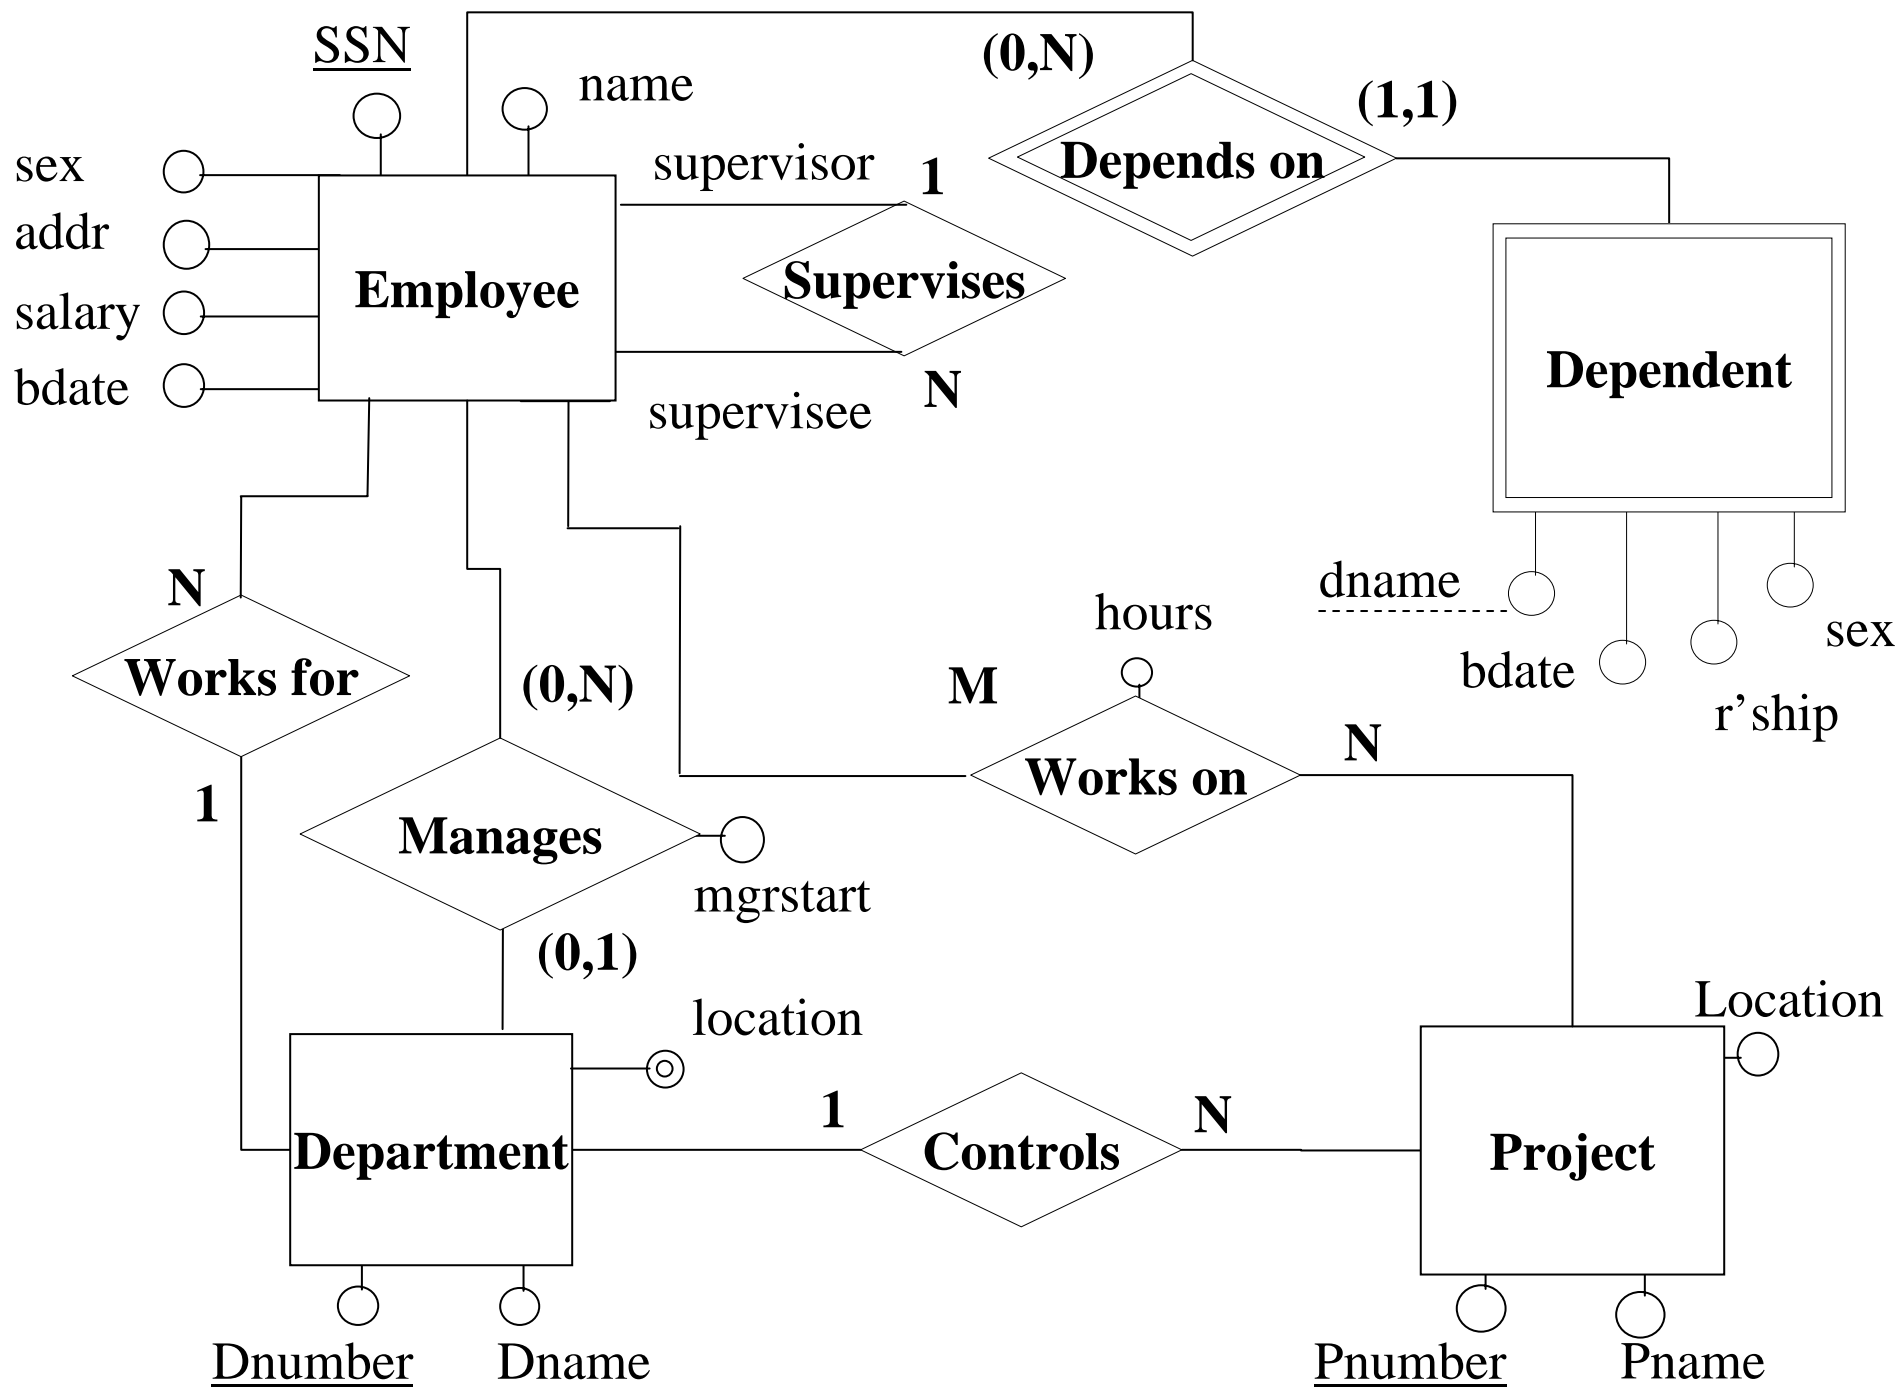 SSN
(0,N)
name
(1,1)
sex
supervisor
1
Depends on
addr
Employee
Supervises
salary
Dependent
bdate
supervisee
N
N
dname
hours
sex
Works for
(0,N)
M
bdate
r’ship
N
Works on
1
Manages
mgrstart
(0,1)
location
Location
1
N
Department
Controls
Project
Dnumber
Dname
Pnumber
Pname